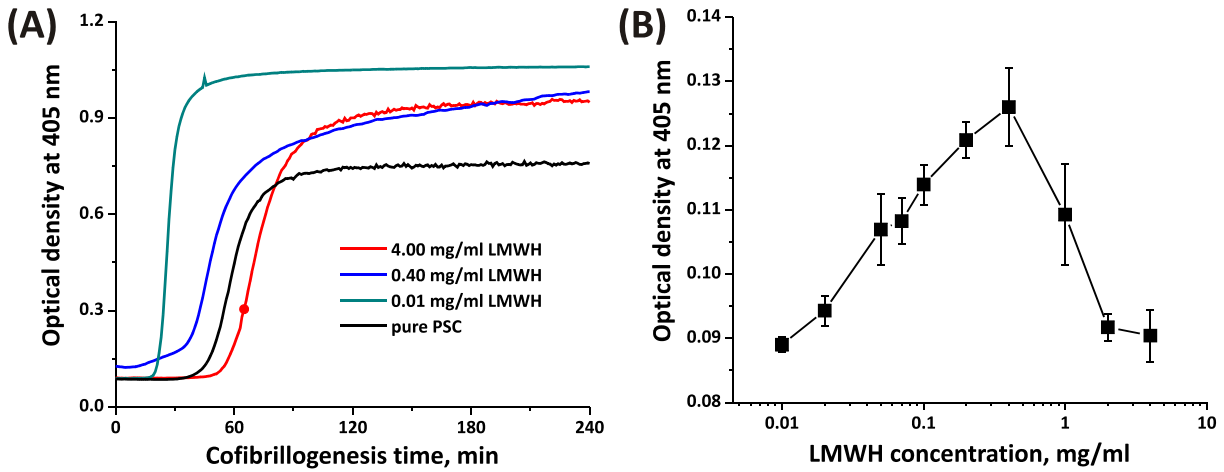 (A)
Optical density at 405 nm
1.2
0.9
0.6
0.3
0.0
4.00 mg/ml LMWH
0.40 mg/ml LMWH
0.01 mg/ml LMWH
pure PSC
0
60
120
180
240
Cofibrillogenesis time, min
(B)
Optical density at 405 nm
0.14
0.13
0.12
0.11
0.10
0.09
0.08
0.01
0.1
1
10
LMWH concentration, mg/ml